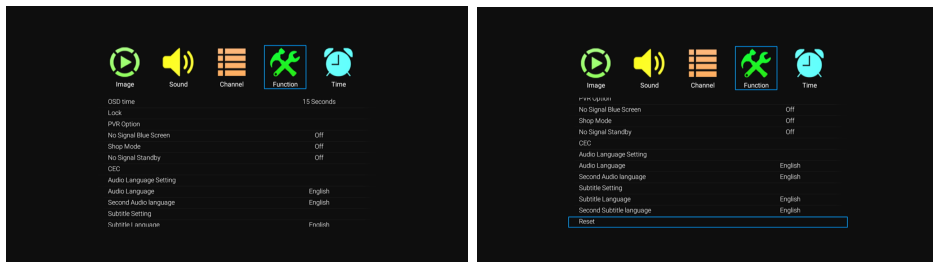 Image Sound Channel Function Time
OSD time 15 Seconds
Lock
PVR Option
No Signal Blue Screen Off
Shop Mode Off
No Signal Standby Off
CEC
Audio Language Setting
Audio Language English
Second Audio language English
Subtitle Setting
Subtitle Language English
Image Sound Channel Function Time
PVR Option
No Signal Blue Screen Off
Shop Mode Off
No Signal Standby Off
CEC
Audio Language Setting
Audio Language English
Second Audio language English
Subtitle Setting
Subtitle Language English
Second Subtitle language English
Reset